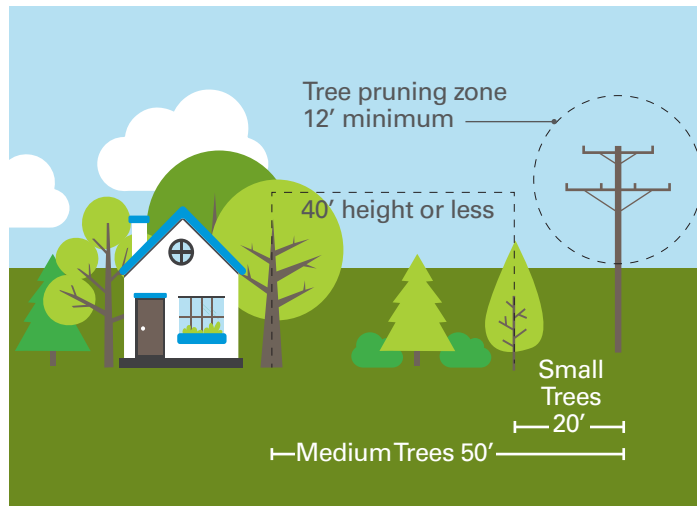 Tree pruning zone
12′ minimum
40′ height or less
Small
Trees
20′
Medium Trees 50′